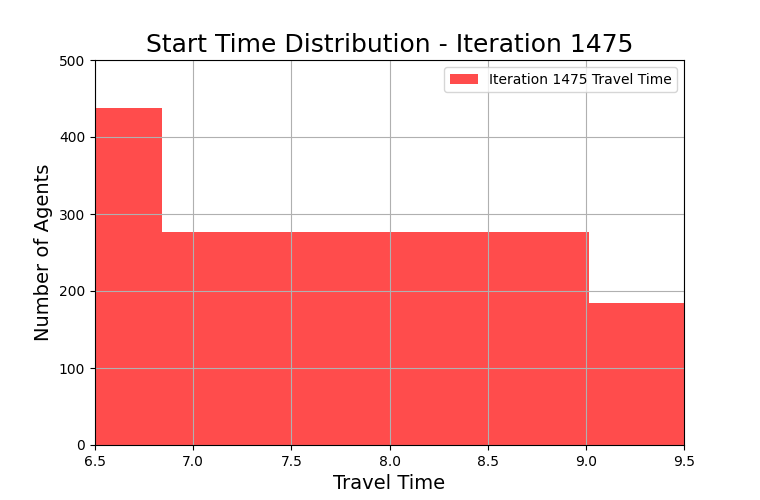 Start Time Distribution - Iteration 1475
Iteration 1475 Travel Time
Number of Agents
500
400
300
200
100
0
6.5 7.0 7.5 8.0 8.5 9.0 9.5
Travel Time